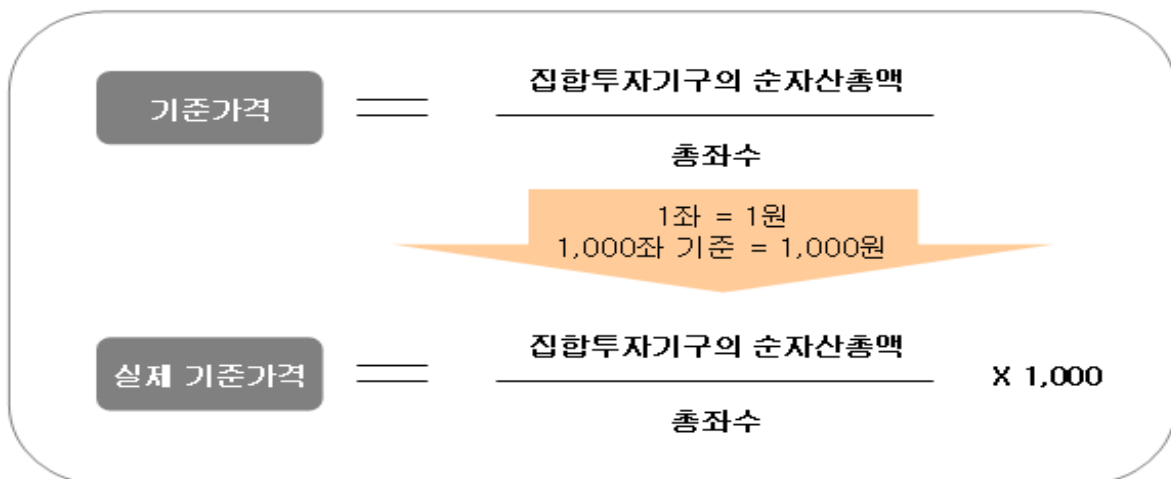 집합투자기구의 순자산총액
기준가격
총좌수
1좌 = 1원
1,000좌 기준 = 1,000원
집합투자기구의 순자산총액
실제 기준가격
X 1,000
총좌수